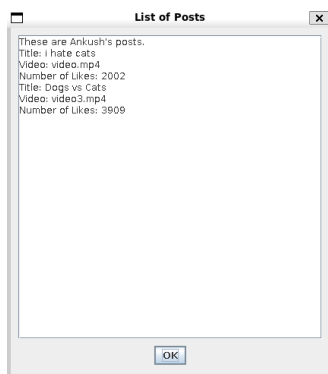 List of Posts
These are Ankush's posts.
Title: i hate cats
Video: video.mp4
Number of Likes: 2002
Title: Dogs vs Cats
Video: video3.mp4
Number of Likes: 3909
OK